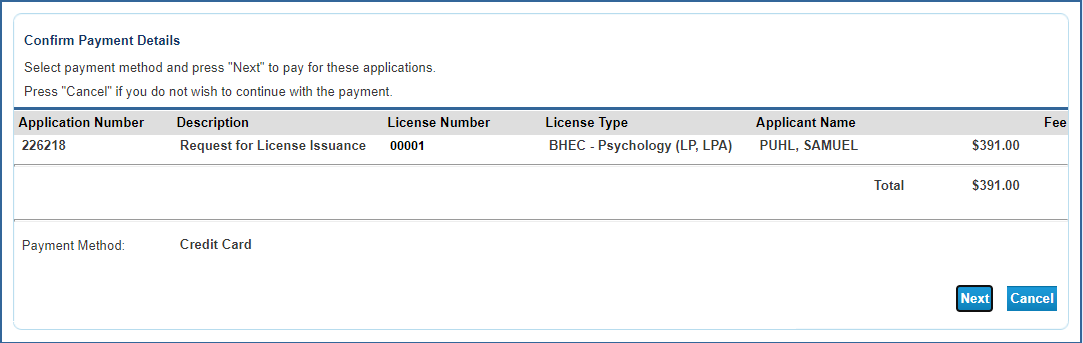 Confirm Payment Details
Select payment method and press "Next" to pay for these applications.
Press "Cancel" if you do not wish to continue with the payment.
Application Number Description License Number License Type Applicant Name Fee
226218 Request for License Issuance 00001 BHEC - Psychology (LP, LPA) PUHL, SAMUEL $391.00
Total $391.00
Payment Method: Credit Card
Next Cancel